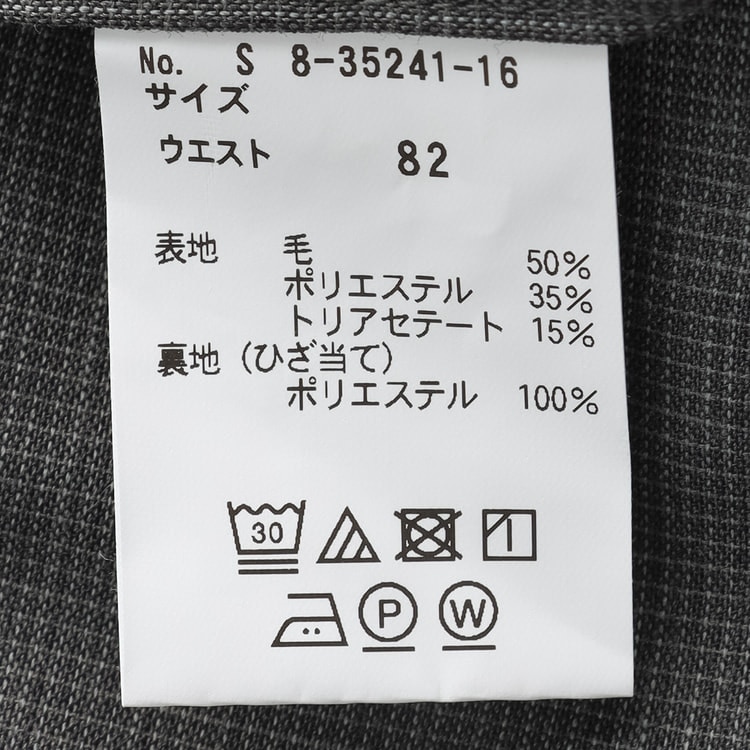 No. S 8-35241-16
サイズ
ウエスト 82
表地 毛 50%
ポリエステル 35%
トリアセテート 15%
裏地(ひざ当て)
ポリエステル 100%
30
P W